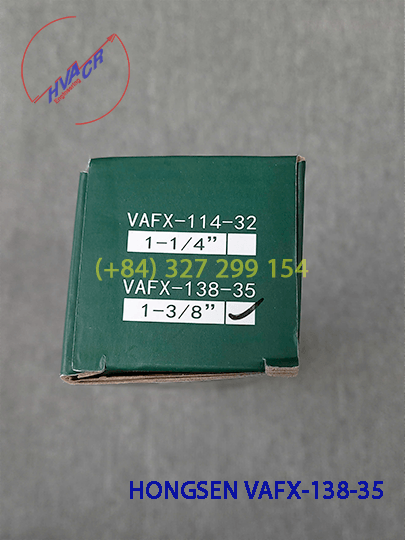 HVACR
Engineering
VAFX-114-32
1-1/4”
(+84) 327 299 154
VAFX-138-35
1-3/8”
HONGSEN VAFX-138-35